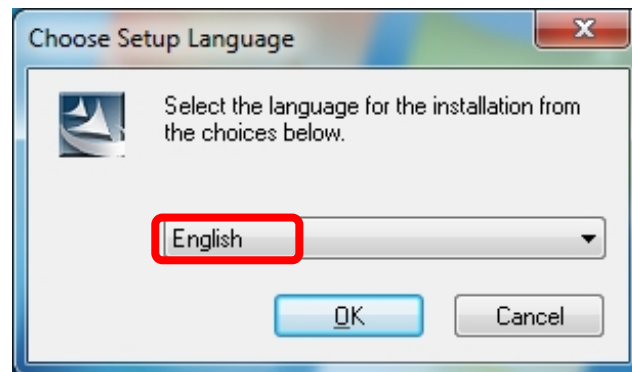 Choose Setup Language
Select the language for the installation from
the choices below.
English
OK
Cancel